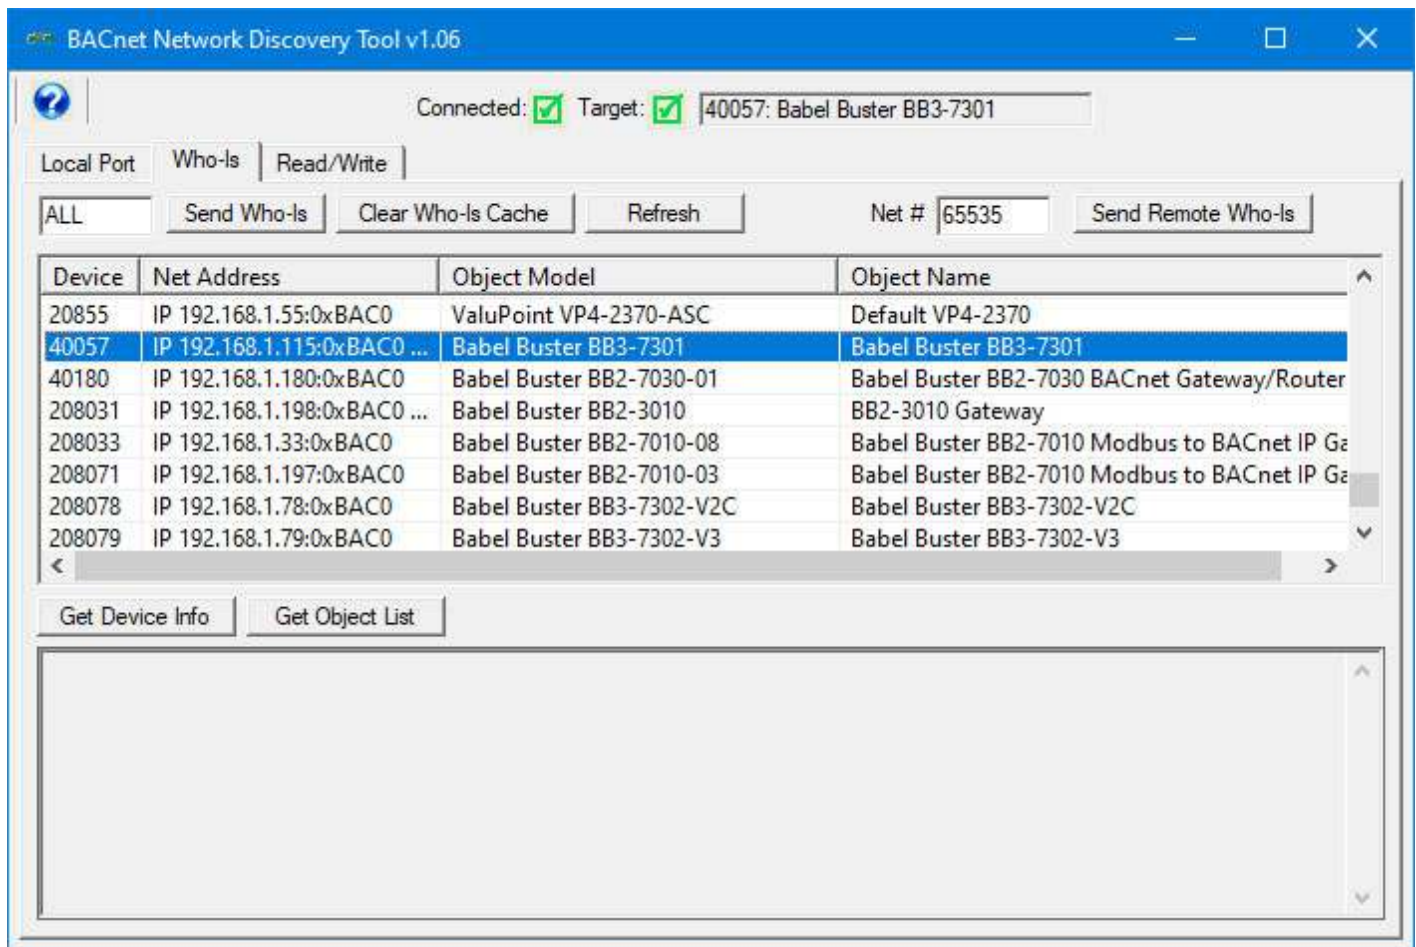 BACnet Network Discovery Tool v1.06
Connected: Target: 40057: Babel Buster BB3-7301
Local Port Who-Is Read/Write
ALL Send Who-Is Clear Who-Is Cache Refresh Net # 65535 Send Remote Who-Is
Device Net Address Object Model Object Name
20855 IP 192.168.1.55:0xBAC0 ValuPoint VP4-2370-ASC Default VP4-2370
40057 IP 192.168.1.115:0xBAC0 ... Babel Buster BB3-7301 Babel Buster BB3-7301
40180 IP 192.168.1.180:0xBAC0 Babel Buster BB2-7030-01 Babel Buster BB2-7030 BACnet Gateway/Router
208031 IP 192.168.1.198:0xBAC0 ... Babel Buster BB2-3010 BB2-3010 Gateway
208033 IP 192.168.1.33:0xBAC0 Babel Buster BB2-7010-08 Babel Buster BB2-7010 Modbus to BACnet IP Ga
208071 IP 192.168.1.197:0xBAC0 Babel Buster BB2-7010-03 Babel Buster BB2-7010 Modbus to BACnet IP Ga
208078 IP 192.168.1.78:0xBAC0 Babel Buster BB3-7302-V2C Babel Buster BB3-7302-V2C
208079 IP 192.168.1.79:0xBAC0 Babel Buster BB3-7302-V3 Babel Buster BB3-7302-V3
Get Device Info Get Object List